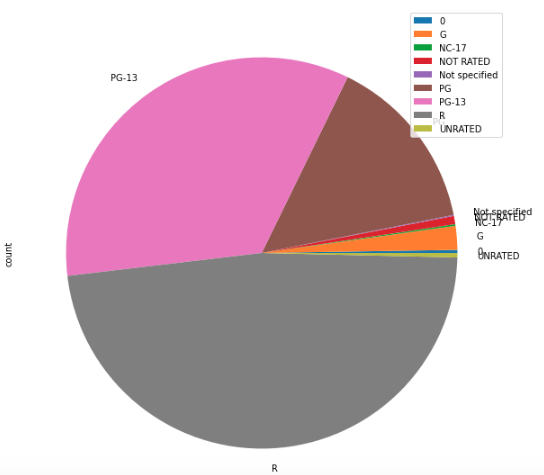 0
G
NC-17
NOT RATED
Not specified
PG
PG-13
R
UNRATED
PG-13
PG
Not specified
NOT RATED
NC-17
G
0
UNRATED
count
R